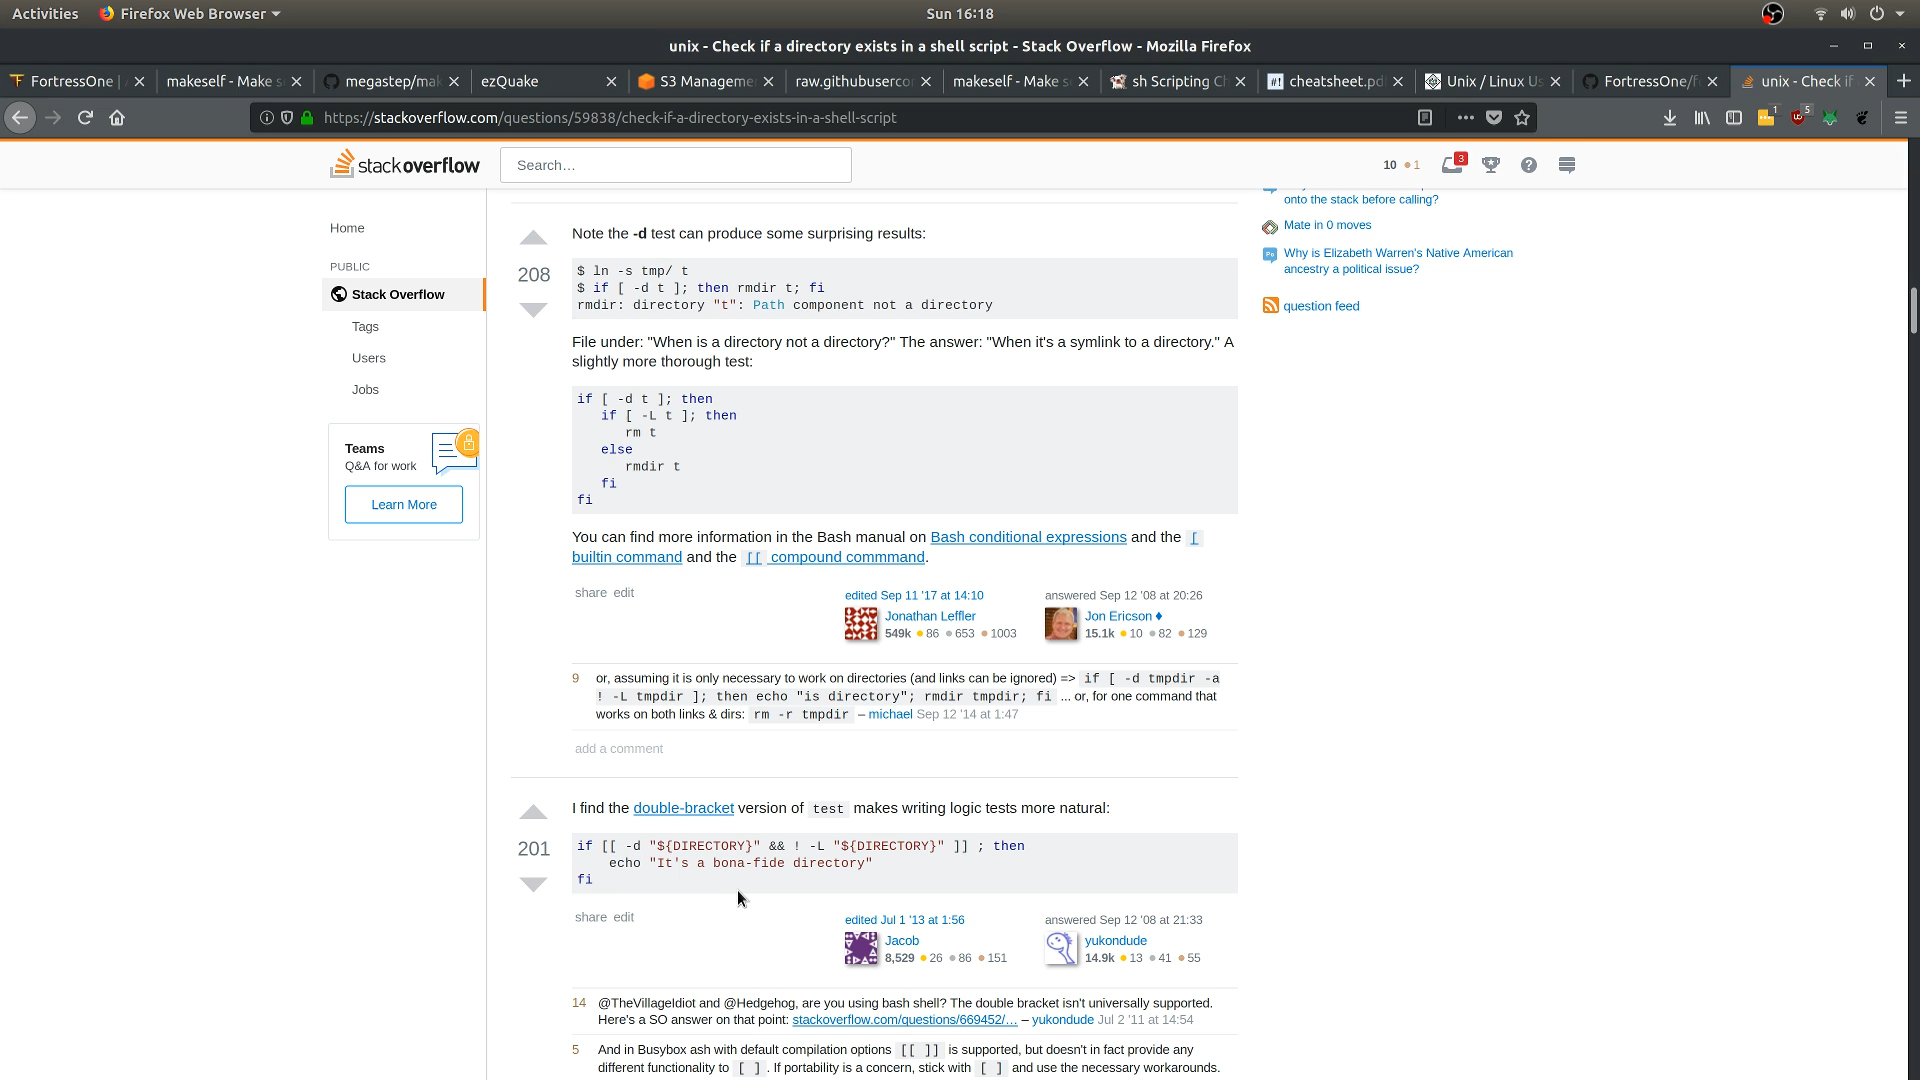 Activities Firefox Web Browser Sun 16:18
unix - Check if a directory exists in a shell script - Stack Overflow - Mozilla Firefox
FortressOne | makeself - Make s megastep/mak ezQuake S3 Manageme raw.githubuserco makeself - Make s sh Scripting Ch cheatsheet.pd Unix / Linux Us FortressOne/f unix - Check if
https://stackoverflow.com/questions/59838/check-if-a-directory-exists-in-a-shell-script 1 5
stackoverflow Search… 10 1 3
onto the stack before calling?
Mate in 0 moves
Why is Elizabeth Warren's Native American
ancestry a political issue?
question feed
Home
PUBLIC
Stack Overflow
Tags
Users
Jobs
Teams
Q&A for work
Learn More
208
Note the -d test can produce some surprising results:
$ ln -s tmp/ t
$ if [ -d t ]; then rmdir t; fi
rmdir: directory "t": Path component not a directory
File under: "When is a directory not a directory?" The answer: "When it's a symlink to a directory." A
slightly more thorough test:
if [ -d t ]; then
if [ -L t ]; then
rm t
else
rmdir t
fi
fi
You can find more information in the Bash manual on Bash conditional expressions and the [
builtin command and the [[ compound commmand.
share edit
edited Sep 11 '17 at 14:10
Jonathan Leffler
549k 86 653 1003
answered Sep 12 '08 at 20:26
Jon Ericson ♦
15.1k 10 82 129
9 or, assuming it is only necessary to work on directories (and links can be ignored) => if [ -d tmpdir -a
! -L tmpdir ]; then echo "is directory"; rmdir tmpdir; fi ... or, for one command that
works on both links & dirs: rm -r tmpdir – michael Sep 12 '14 at 1:47
add a comment
201
I find the double-bracket version of test makes writing logic tests more natural:
if [[ -d "${DIRECTORY}" && ! -L "${DIRECTORY}" ]] ; then
echo "It's a bona-fide directory"
fi
share edit
edited Jul 1 '13 at 1:56
Jacob
8,529 26 86 151
answered Sep 12 '08 at 21:33
yukondude
14.9k 13 41 55
14 @TheVillageIdiot and @Hedgehog, are you using bash shell? The double bracket isn't universally supported.
Here's a SO answer on that point: stackoverflow.com/questions/669452/… – yukondude Jul 2 '11 at 14:54
5 And in Busybox ash with default compilation options [[ ]] is supported, but doesn't in fact provide any
different functionality to [ ] . If portability is a concern, stick with [ ] and use the necessary workarounds.